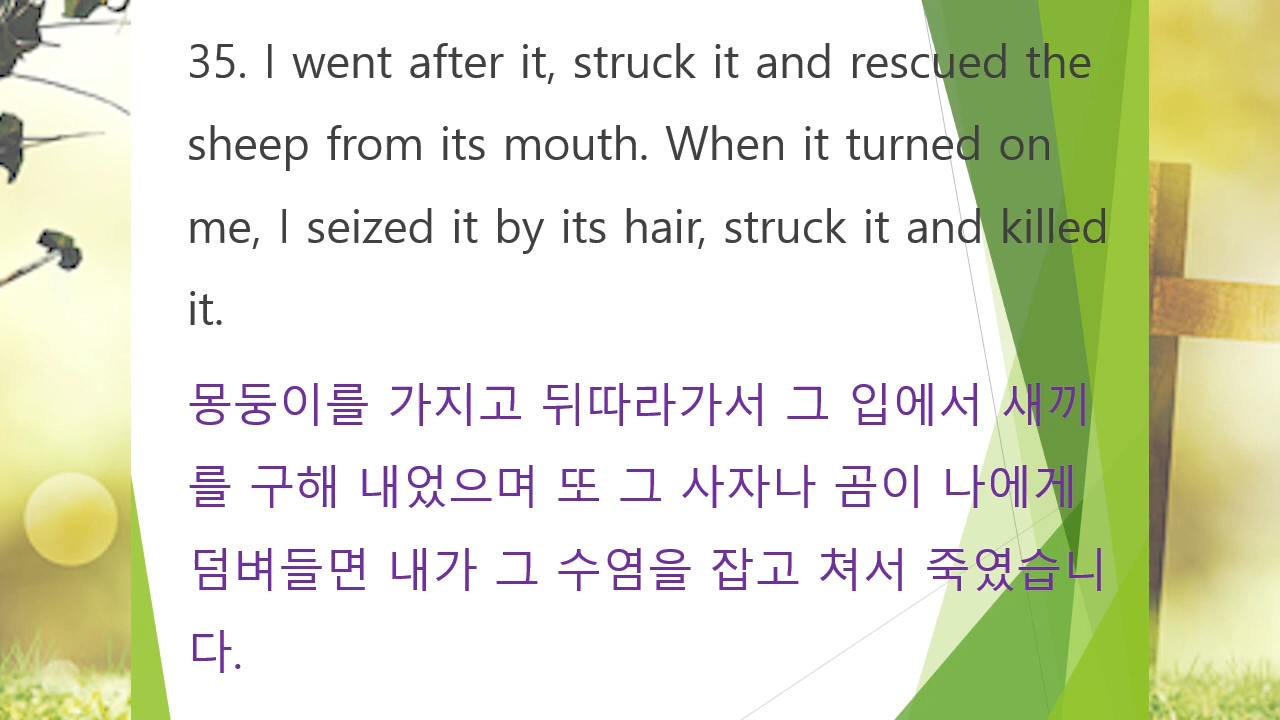 35. I went after it, struck it and rescued the
sheep from its mouth. When it turned on
me, I seized it by its hair, struck it and killed
it.
몽둥이를 가지고 뒤따라가서 그 입에서 새끼
를 구해 내었으며 또 그 사자나 곰이 나에게
덤벼들면 내가 그 수염을 잡고 쳐서 죽였습니
다.